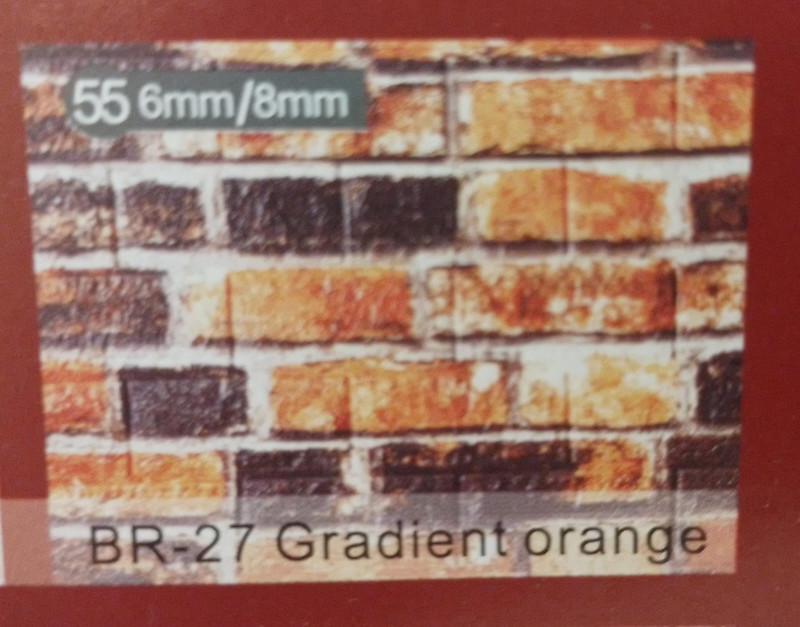 55 6mm/8mm
BR-27 Gradient orange